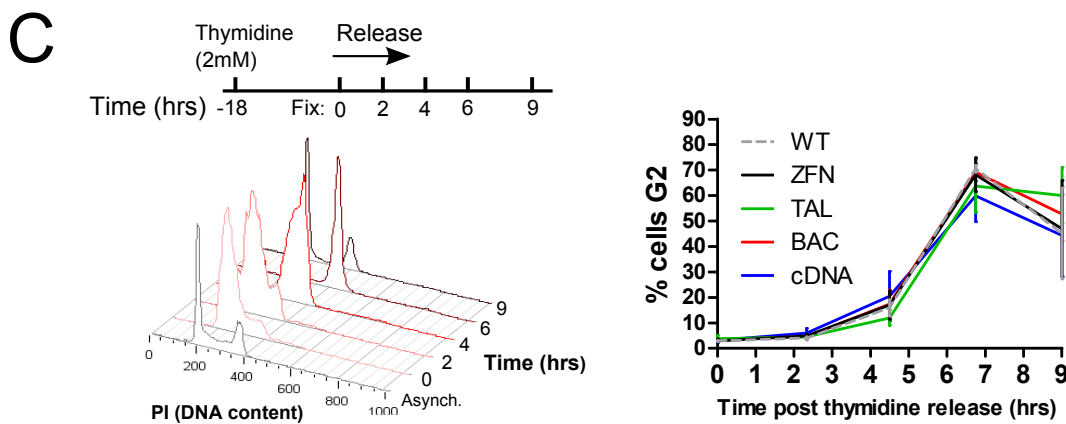 C
Thymidine
(2mM)
Release
Time (hrs)
-18
Fix:
0
2
4
6
9
0
200
400
600
800
1000
PI (DNA content)
Asynch.
0
2
4
6
9
Time (hrs)
90
80
70
60
50
40
30
20
10
0
% cells G2
WT
ZFN
TAL
BAC
cDNA
0 1 2 3 4 5 6 7 8 9
Time post thymidine release (hrs)